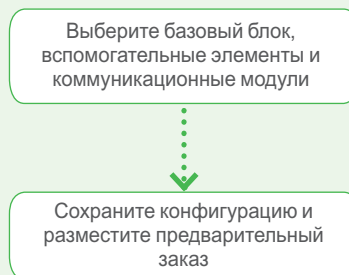 Выберите базовый блок,
вспомогательные элементы и
коммуникационные модули
Сохраните конфигурацию и
разместите предварительный
заказ